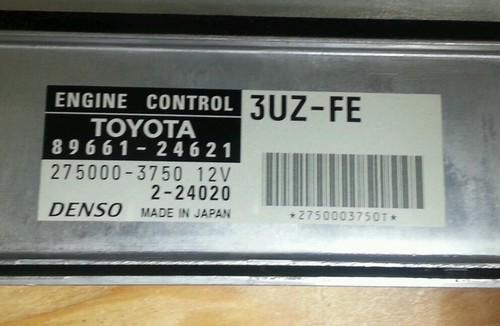 ENGINE CONTROL
TOYOTA
89661-24621
275000-3750 12V
2-24020
DENSO MADE IN JAPAN
3UZ-FE
*2750003750T*